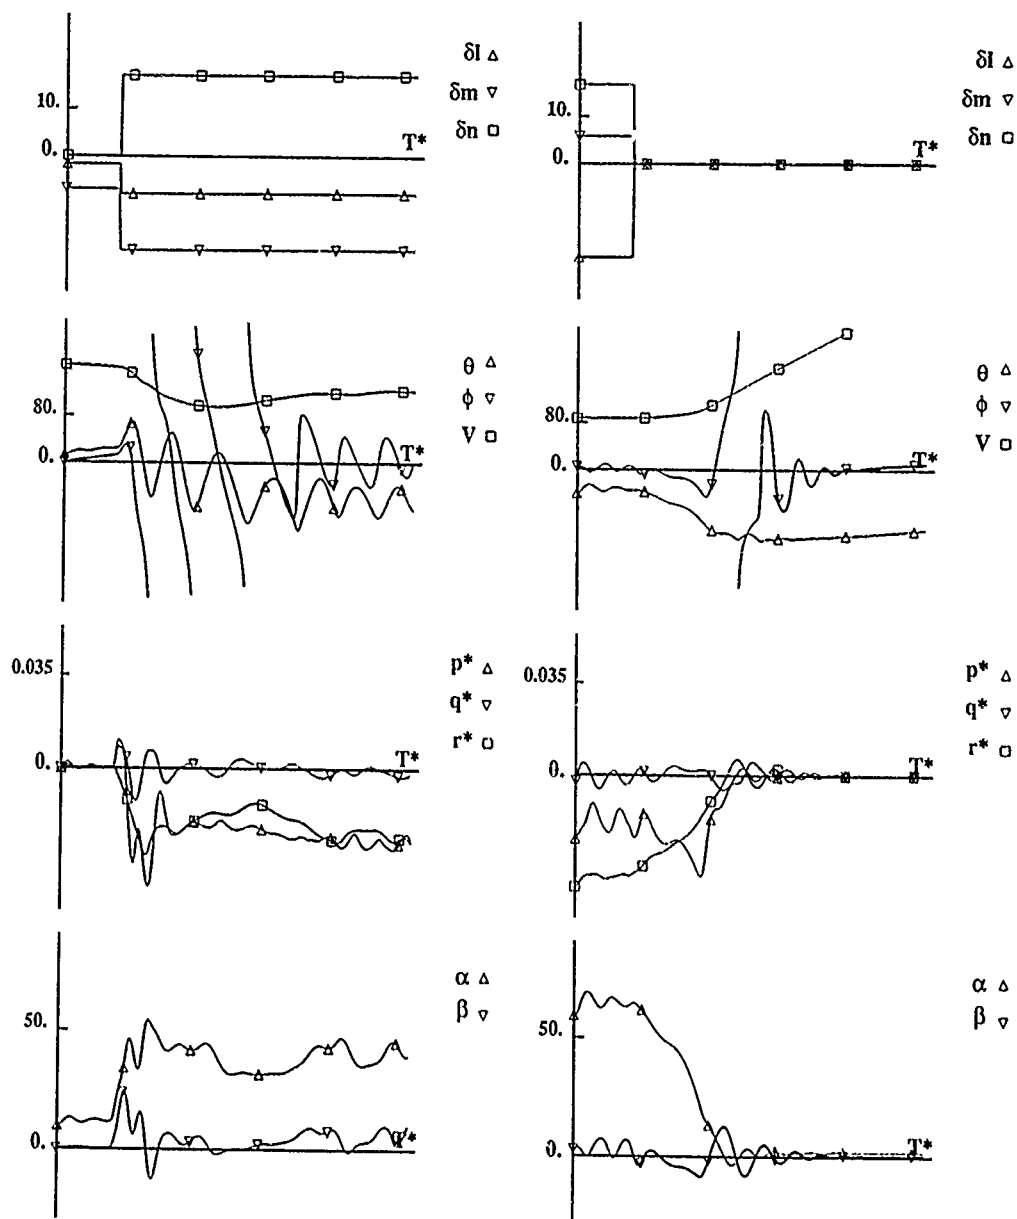 δl △
δm ▽
δn □
10.
0.
T*
δl △
δm ▽
δn □
10.
0.
T*
θ △
ϕ ▽
V □
80.
0.
T*
θ △
ϕ ▽
V □
80.
0.
T*
p* △
q* ▽
r* □
0.035
0.
T*
p* △
q* ▽
r* □
0.035
0.
T*
α △
β ▽
50.
0.
T*
α △
β ▽
50.
0.
T*